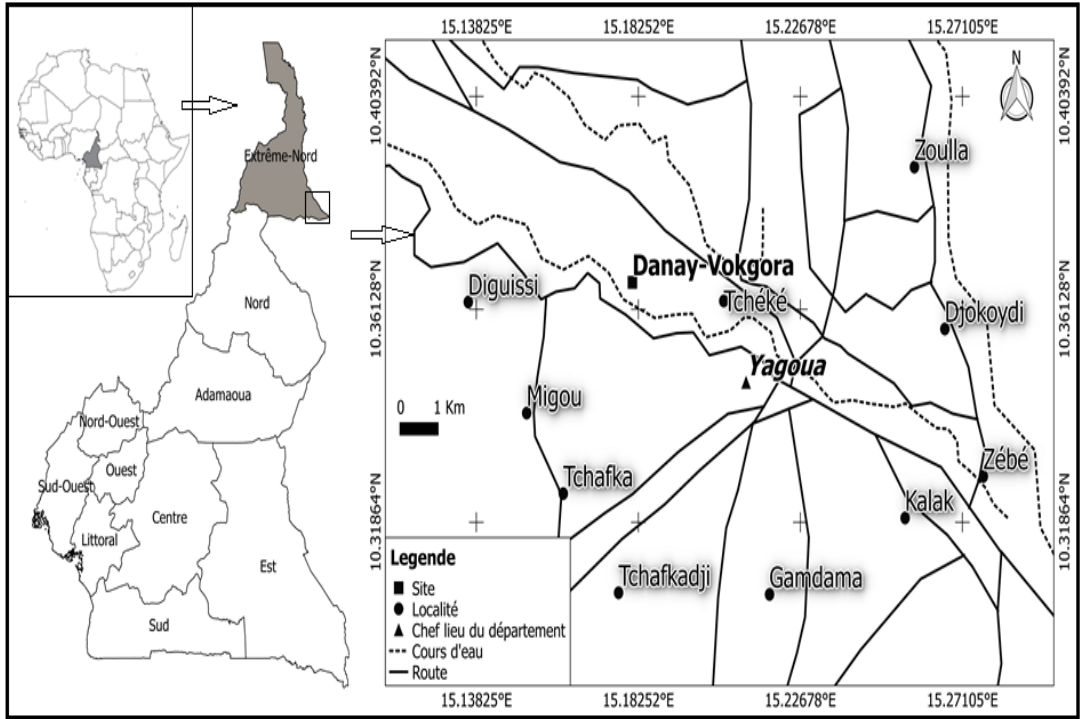 15.13825°E 15.18252°E 15.22678°E 15.27105°E
N
10.40392°N
10.40392°N
Zoulla
Extrême-Nord
Danay-Vokgora
Diguissi
Tchéké
Djokoydi
10.36128°N
10.36128°N
Nord
Yagoua
Adamaoua
Migou
0 1 Km
Nord-Ouest
Ouest
Sud-Ouest
Zébé
Tchafka
Kalak
Centre
Littoral
10.31864°N
10.31864°N
Est
Tchafkadji
Gamdama
Sud
Legende
Site
Localité
Chef lieu du département
Cours d'eau
Route
15.13825°E 15.18252°E 15.22678°E 15.27105°E